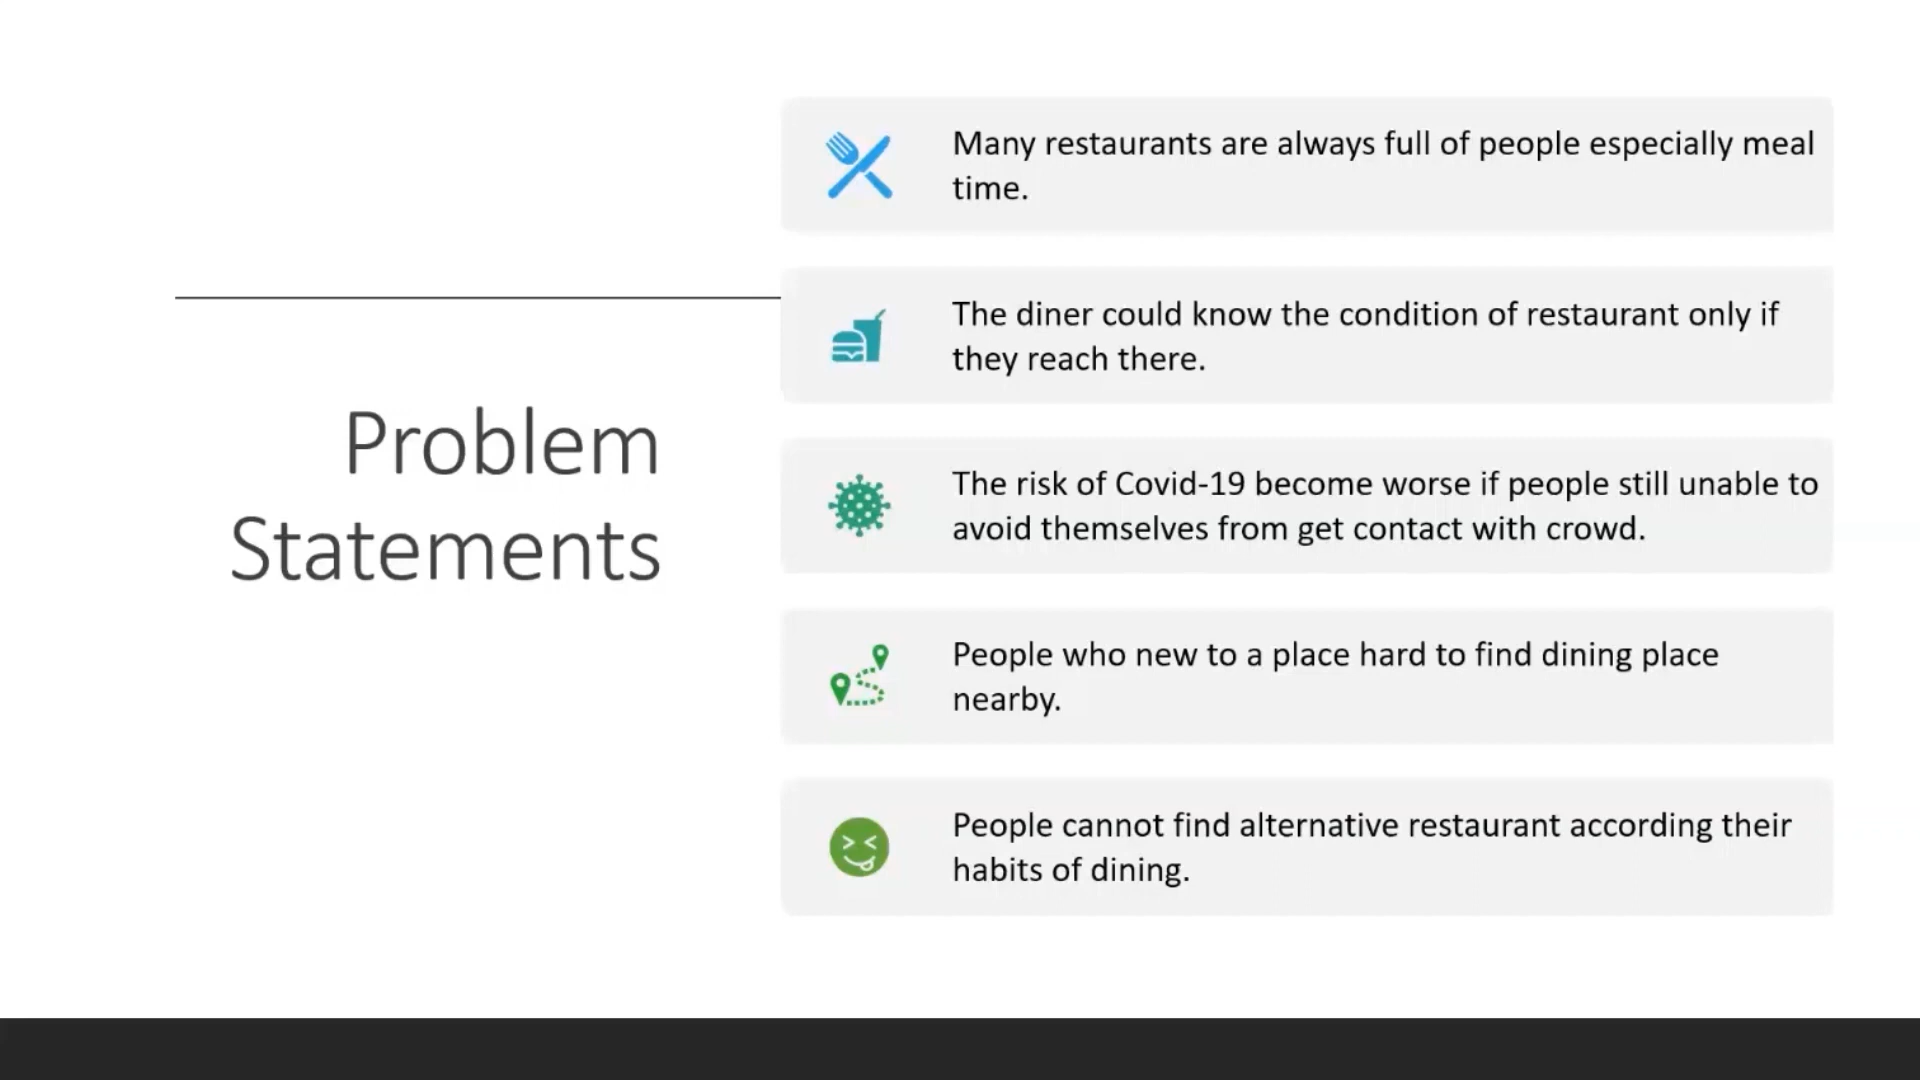 Problem
Statements
Many restaurants are always full of people especially meal
time.
The diner could know the condition of restaurant only if
they reach there.
The risk of Covid-19 become worse if people still unable to
avoid themselves from get contact with crowd.
People who new to a place hard to find dining place
nearby.
People cannot find alternative restaurant according their
habits of dining.